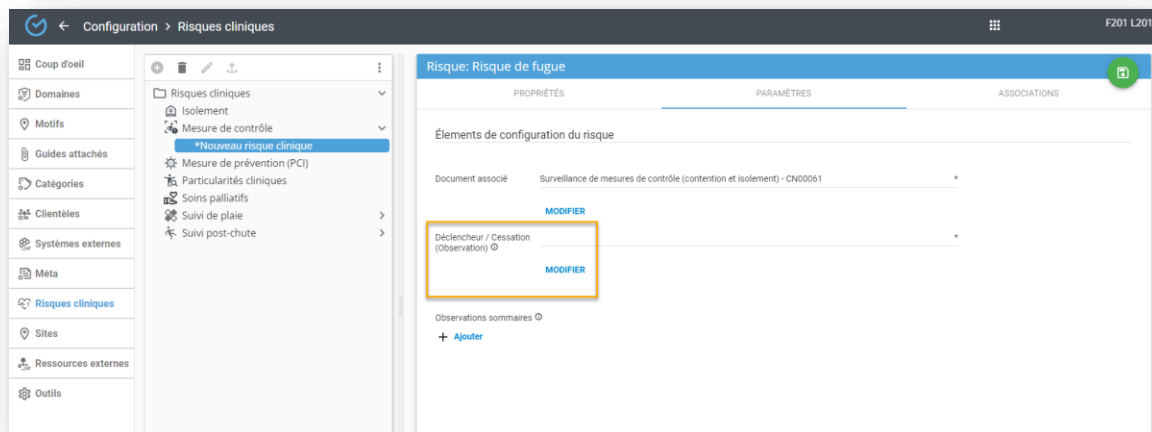 Configuration > Risques cliniques
F201 L201
Coup d'oeil
Domaines
Motifs
Guides attachés
Catégories
Clientèles
Systèmes externes
Méta
Risques cliniques
Sites
Ressources externes
Outils
Risques cliniques
Isolement
Mesure de contrôle
*Nouveau risque clinique
Mesure de prévention (PCI)
Particularités cliniques
Soins palliatifs
Suivi de plaie
Suivi post-chute
Risque: Risque de fugue
PROPRIÉTÉS PARAMÈTRES ASSOCIATIONS
Élements de configuration du risque
Document associé Surveillance de mesures de contrôle (contention et isolement) - CN00061 *
MODIFIER
Déclencheur / Cessation *
(Observation)
MODIFIER
Observations sommaires
+ Ajouter